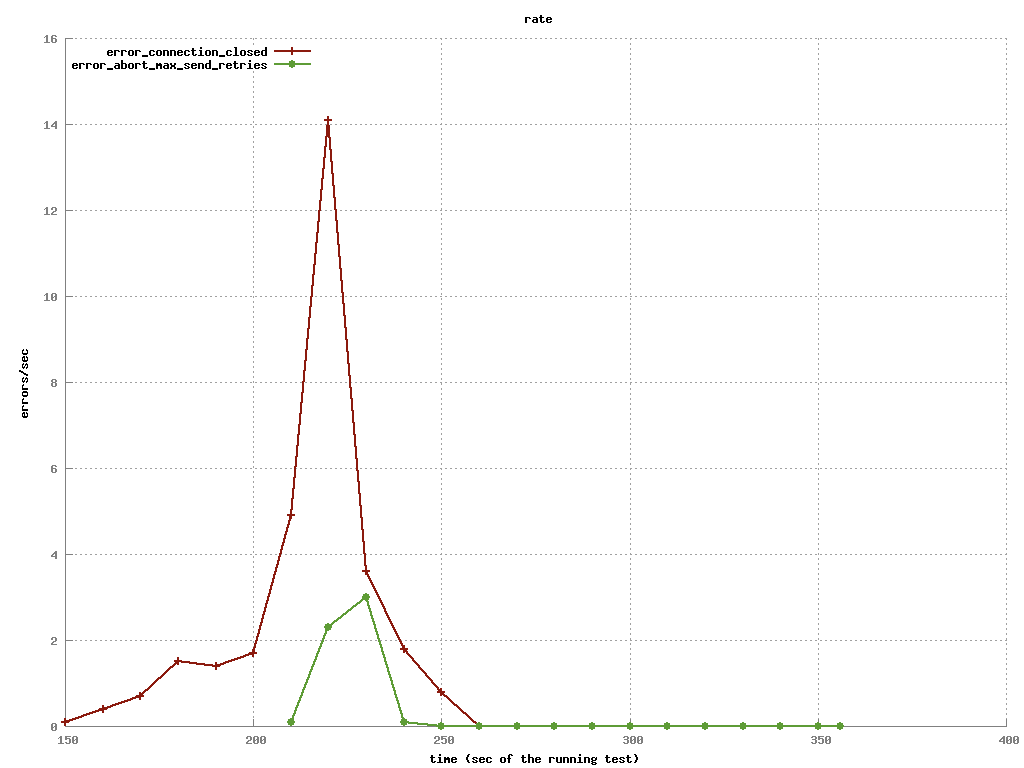 rate
16
error_connection_closed
error_abort_max_send_retries
14
12
10
8
errors/sec
6
4
2
0
150 200 250 300 350 400
time (sec of the running test)